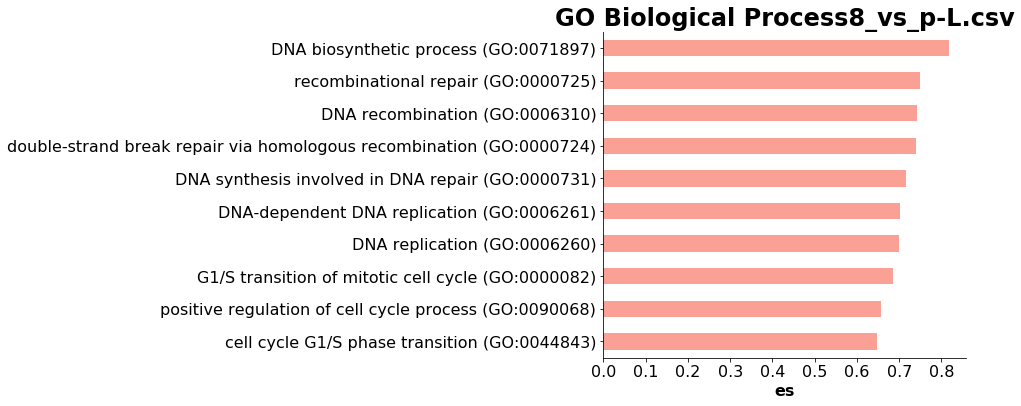 GO Biological Process8_vs_p-L.csv
DNA biosynthetic process (GO:0071897)
recombinational repair (GO:0000725)
DNA recombination (GO:0006310)
double-strand break repair via homologous recombination (GO:0000724)
DNA synthesis involved in DNA repair (GO:0000731)
DNA-dependent DNA replication (GO:0006261)
DNA replication (GO:0006260)
G1/S transition of mitotic cell cycle (GO:0000082)
positive regulation of cell cycle process (GO:0090068)
cell cycle G1/S phase transition (GO:0044843)
0.0 0.1 0.2 0.3 0.4 0.5 0.6 0.7 0.8
es